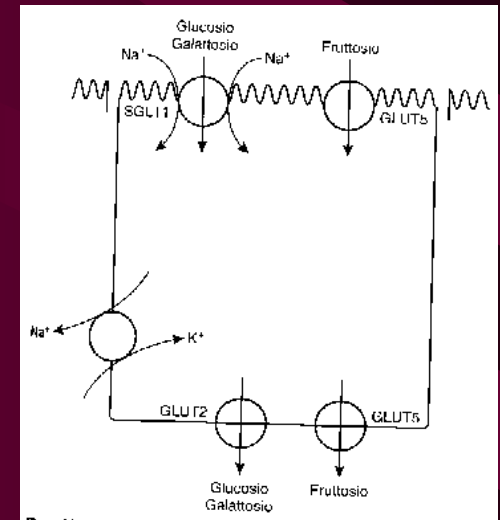 Glucosio
Galattosio
Na⁺
Na⁺
Fruttosio
SGLT1
GLUT5
Na⁺
K⁺
GLUT2
GLUT5
Glucosio
Galattosio
Fruttosio